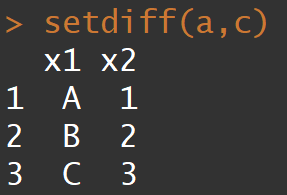 > setdiff(a,c)
  x1 x2
1  A  1
2  B  2
3  C  3